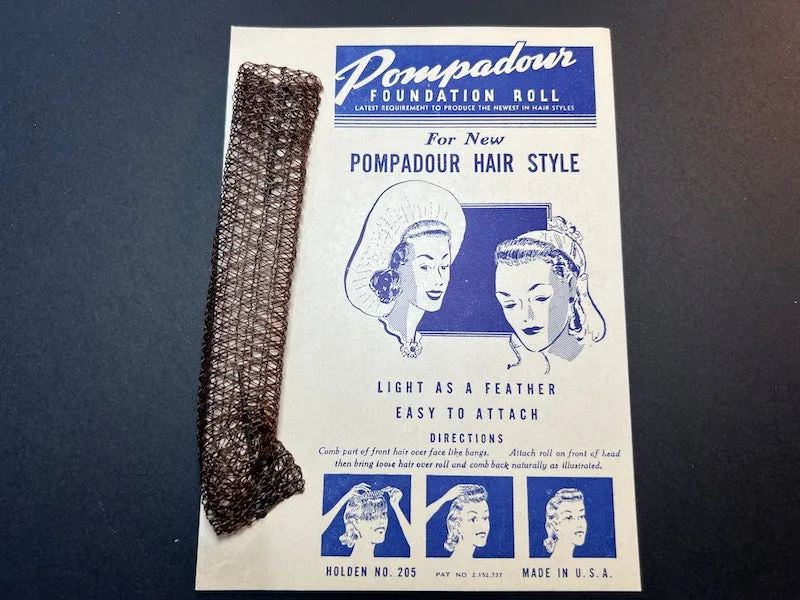 Pompadour
FOUNDATION ROLL
LATEST REQUIREMENT TO PRODUCE THE NEWEST IN HAIR STYLES
For New
POMPADOUR HAIR STYLE
LIGHT AS A FEATHER
EASY TO ATTACH
DIRECTIONS
Comb part of front hair over face like bangs. Attach roll on front of head
then bring loose hair over roll and comb back naturally as illustrated.
HOLDEN NO. 205 PAT NO 2,152,737 MADE IN U.S.A.